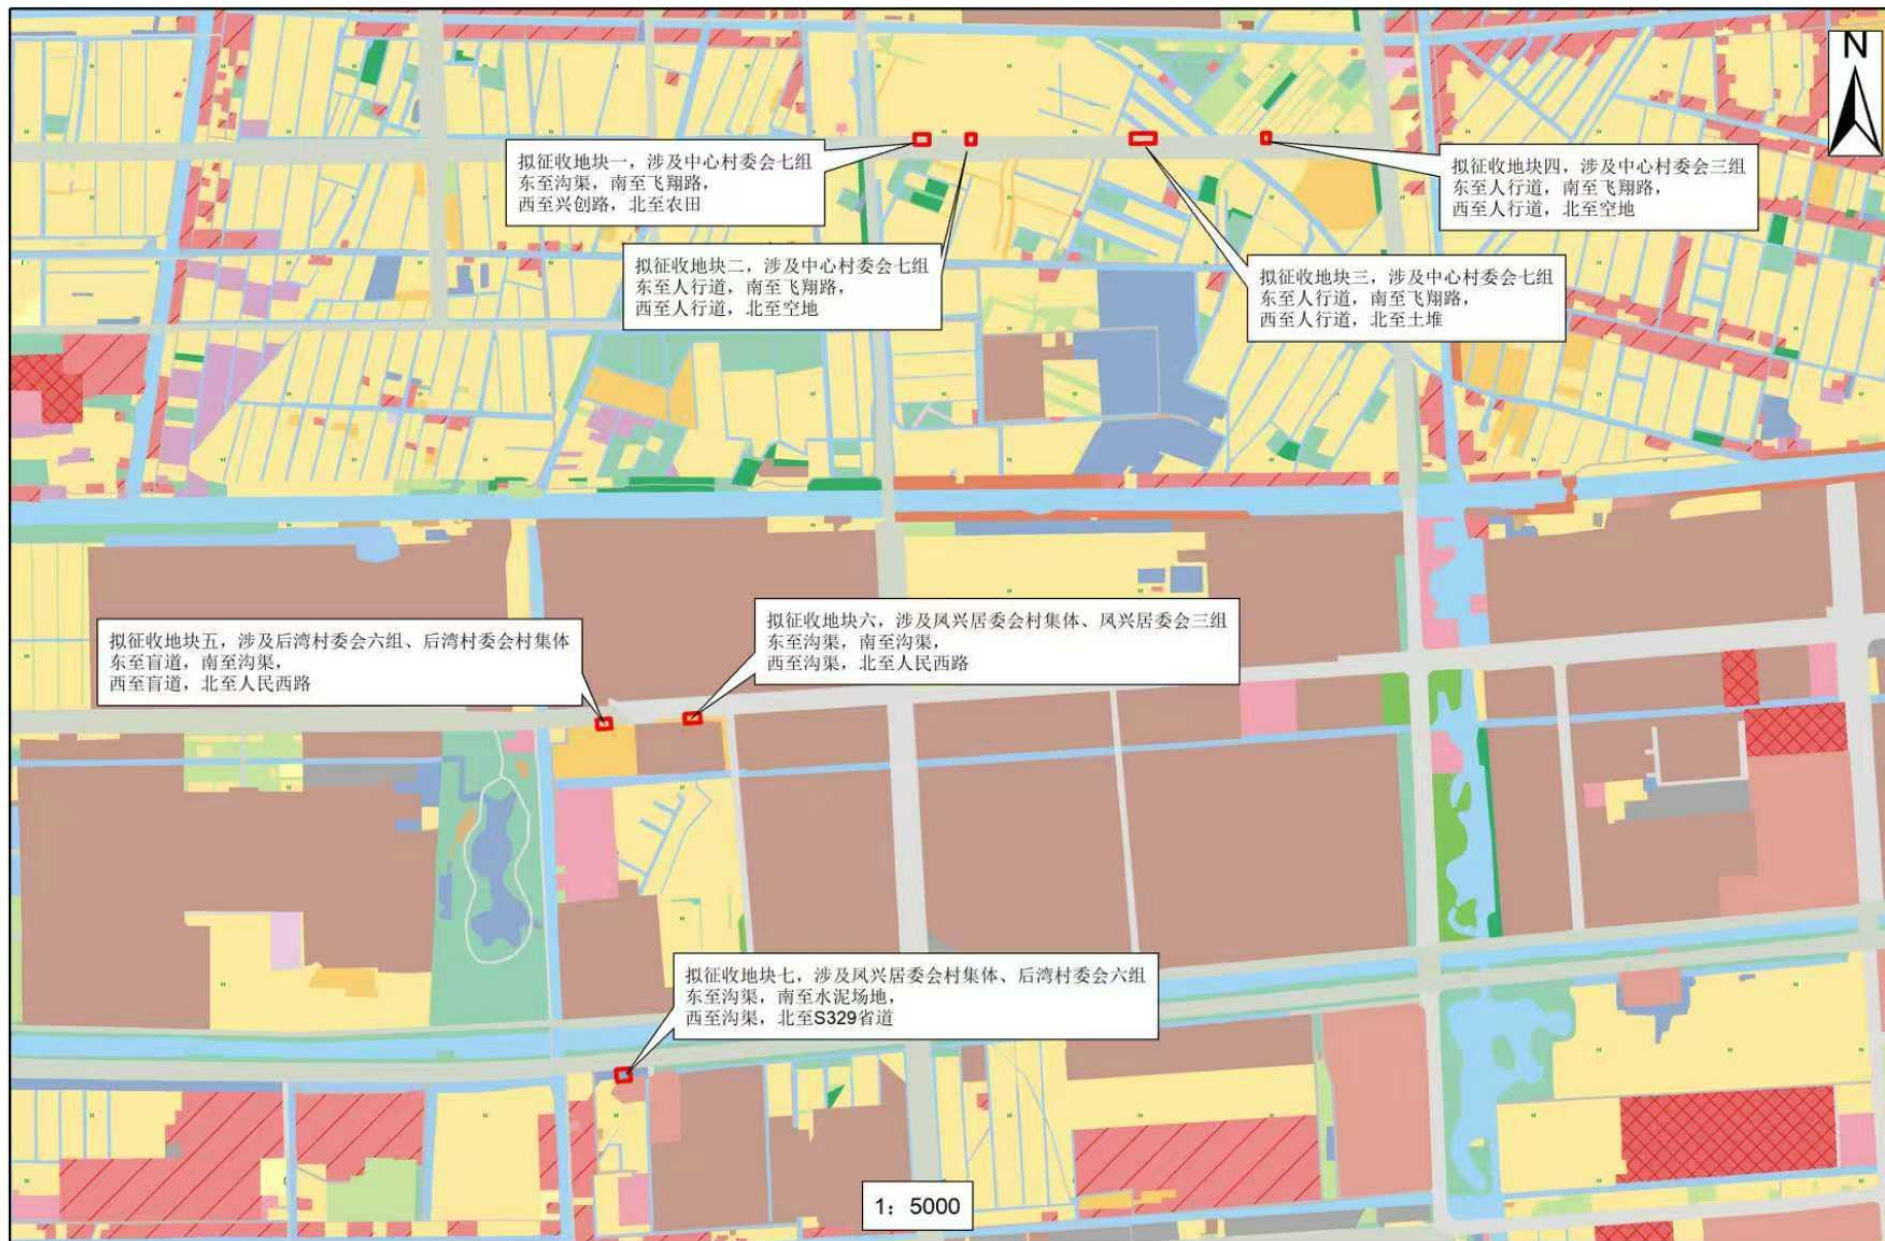 N
拟征收地块一，涉及中心村委会七组
东至沟渠，南至飞翔路，
西至兴创路，北至农田
拟征收地块四，涉及中心村委会三组
东至人行道，南至飞翔路，
西至人行道，北至空地
拟征收地块二，涉及中心村委会七组
东至人行道，南至飞翔路，
西至人行道，北至空地
拟征收地块三，涉及中心村委会七组
东至人行道，南至飞翔路，
西至人行道，北至土堆
拟征收地块五，涉及后湾村委会六组、后湾村委会村集体
东至盲道，南至沟渠，
西至盲道，北至人民西路
拟征收地块六，涉及凤兴居委会村集体、凤兴居委会三组
东至沟渠，南至沟渠，
西至沟渠，北至人民西路
拟征收地块七，涉及凤兴居委会村集体、后湾村委会六组
东至沟渠，南至水泥场地，
西至沟渠，北至S329省道
1：5000